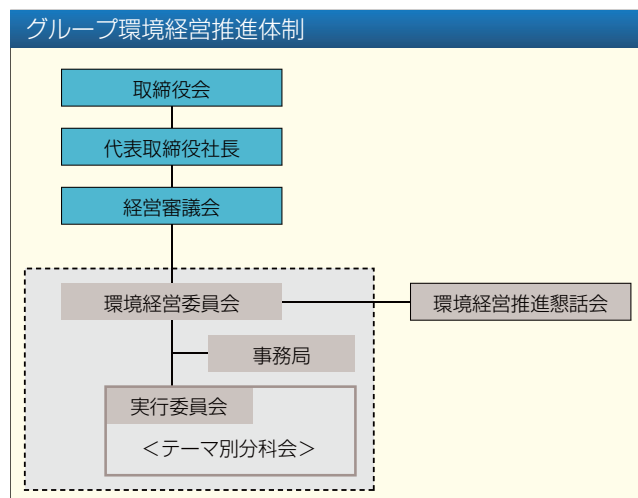 グループ環境経営推進体制
取締役会
代表取締役社長
経営審議会
環境経営委員会
環境経営推進懇話会
事務局
実行委員会
＜テーマ別分科会＞